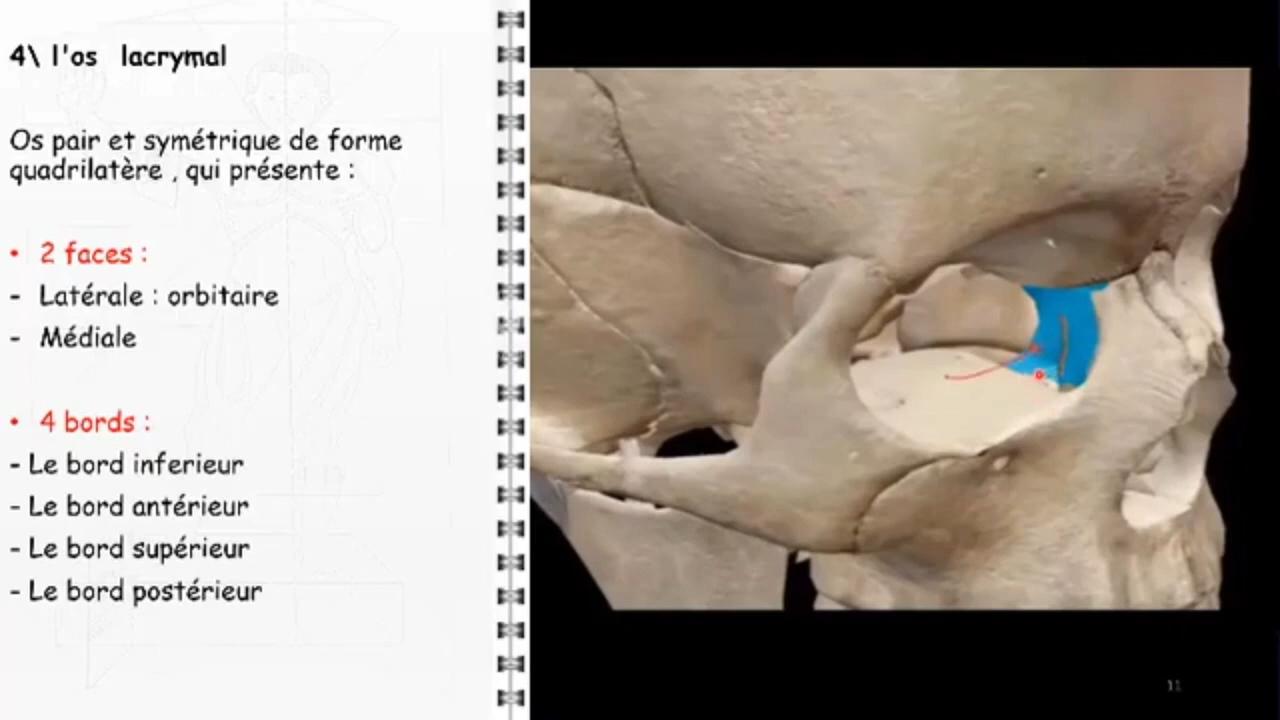 4\ l'os lacrymal
Os pair et symétrique de forme
quadrilatère , qui présente :
• 2 faces :
- Latérale : orbitaire
- Médiale
• 4 bords :
- Le bord inferieur
- Le bord antérieur
- Le bord supérieur
- Le bord postérieur
11